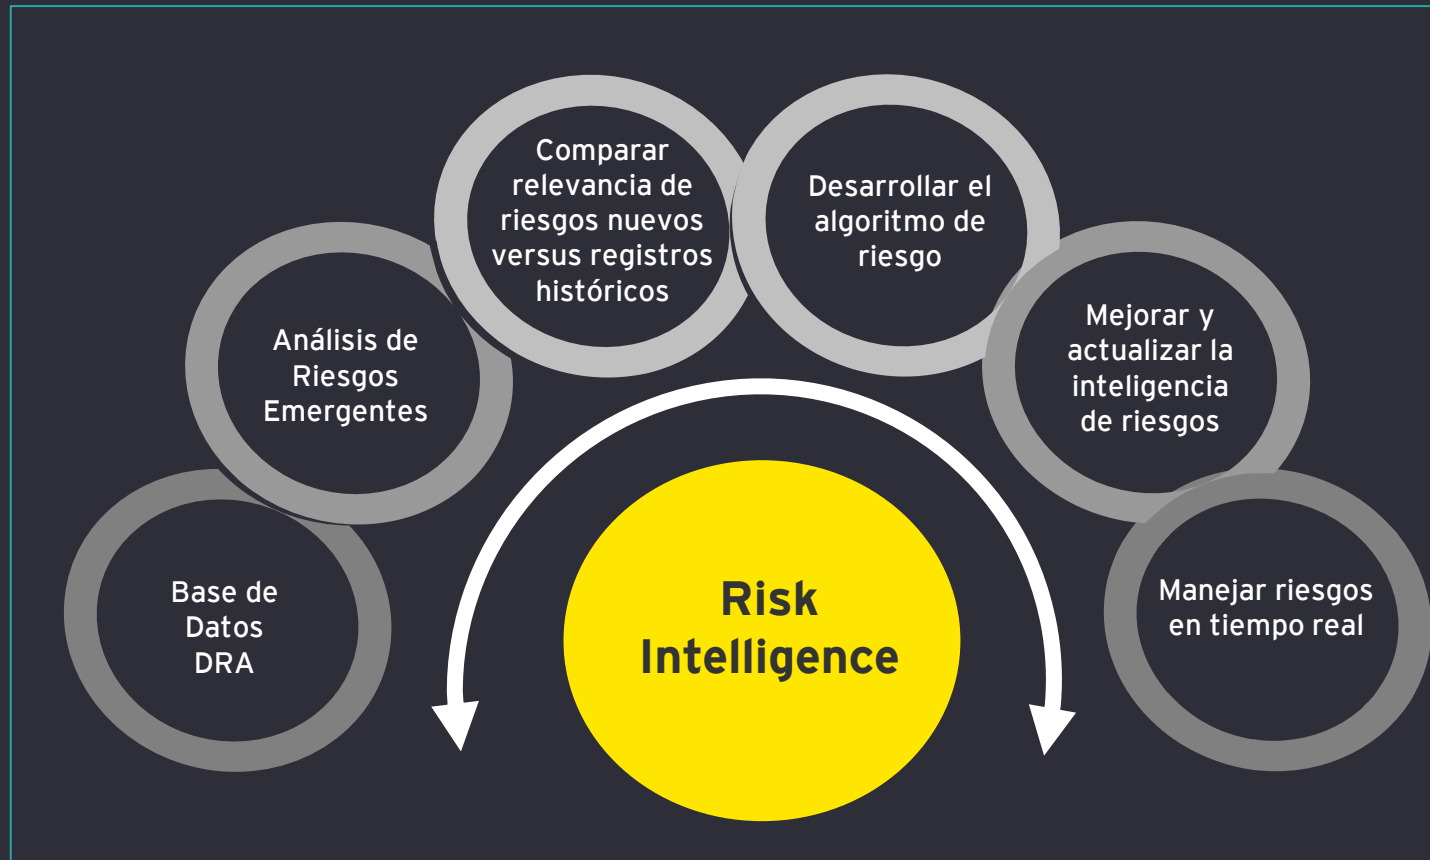 Base de
Datos
DRA
Análisis de
Riesgos
Emergentes
Comparar
relevancia de
riesgos nuevos
versus registros
históricos
Desarrollar el
algoritmo de
riesgo
Mejorar y
actualizar la
inteligencia
de riesgos
Manejar riesgos
en tiempo real
Risk
Intelligence